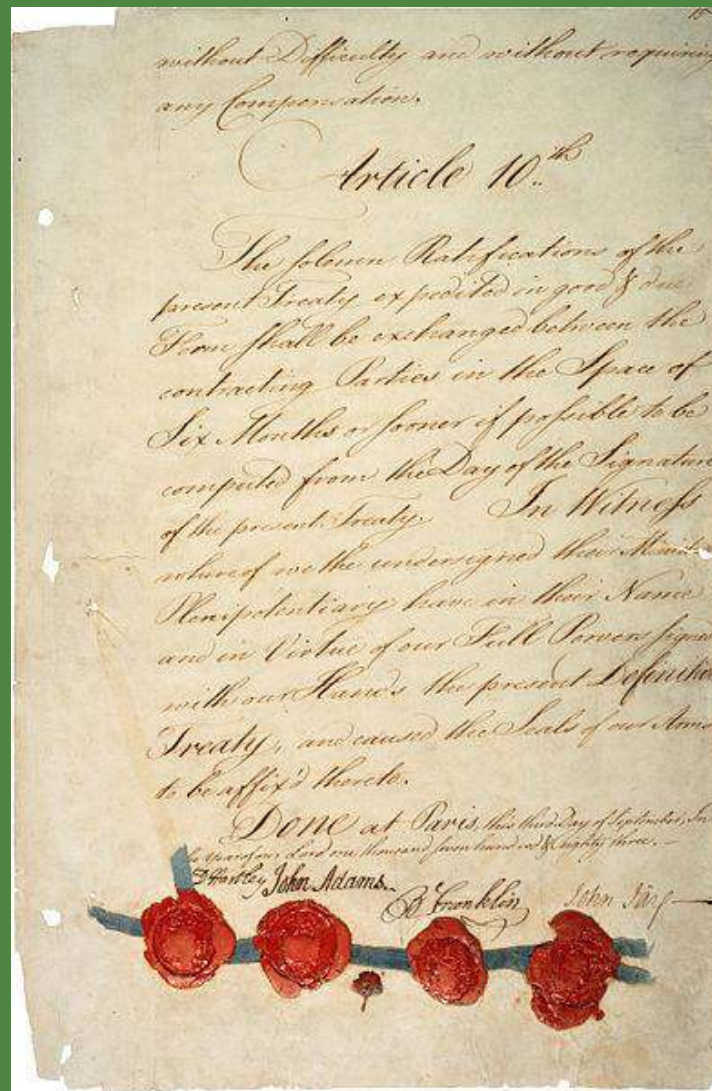 without Difficulty and without requiring
any Compensation.
Article 10.th
The solemn Ratifications of the
present Treaty expedited in good & due
Form shall be exchanged between the
contracting Parties in the Space of
Six Months or sooner if possible to be
computed from the Day of the Signature
of the present Treaty. In Witness
whereof we the undersigned their Minist
Plenipotentiary have in their Name
and in Virtue of our Full Powers signed
with our Hands the present Definitive
Treaty, and caused the Seals of our Arms
to be affix'd thereto.
Done at Paris, this third Day of September, In
the Year of our Lord one thousand seven hundred & eighty three.
D Hartley John Adams.
B Franklin John Jay